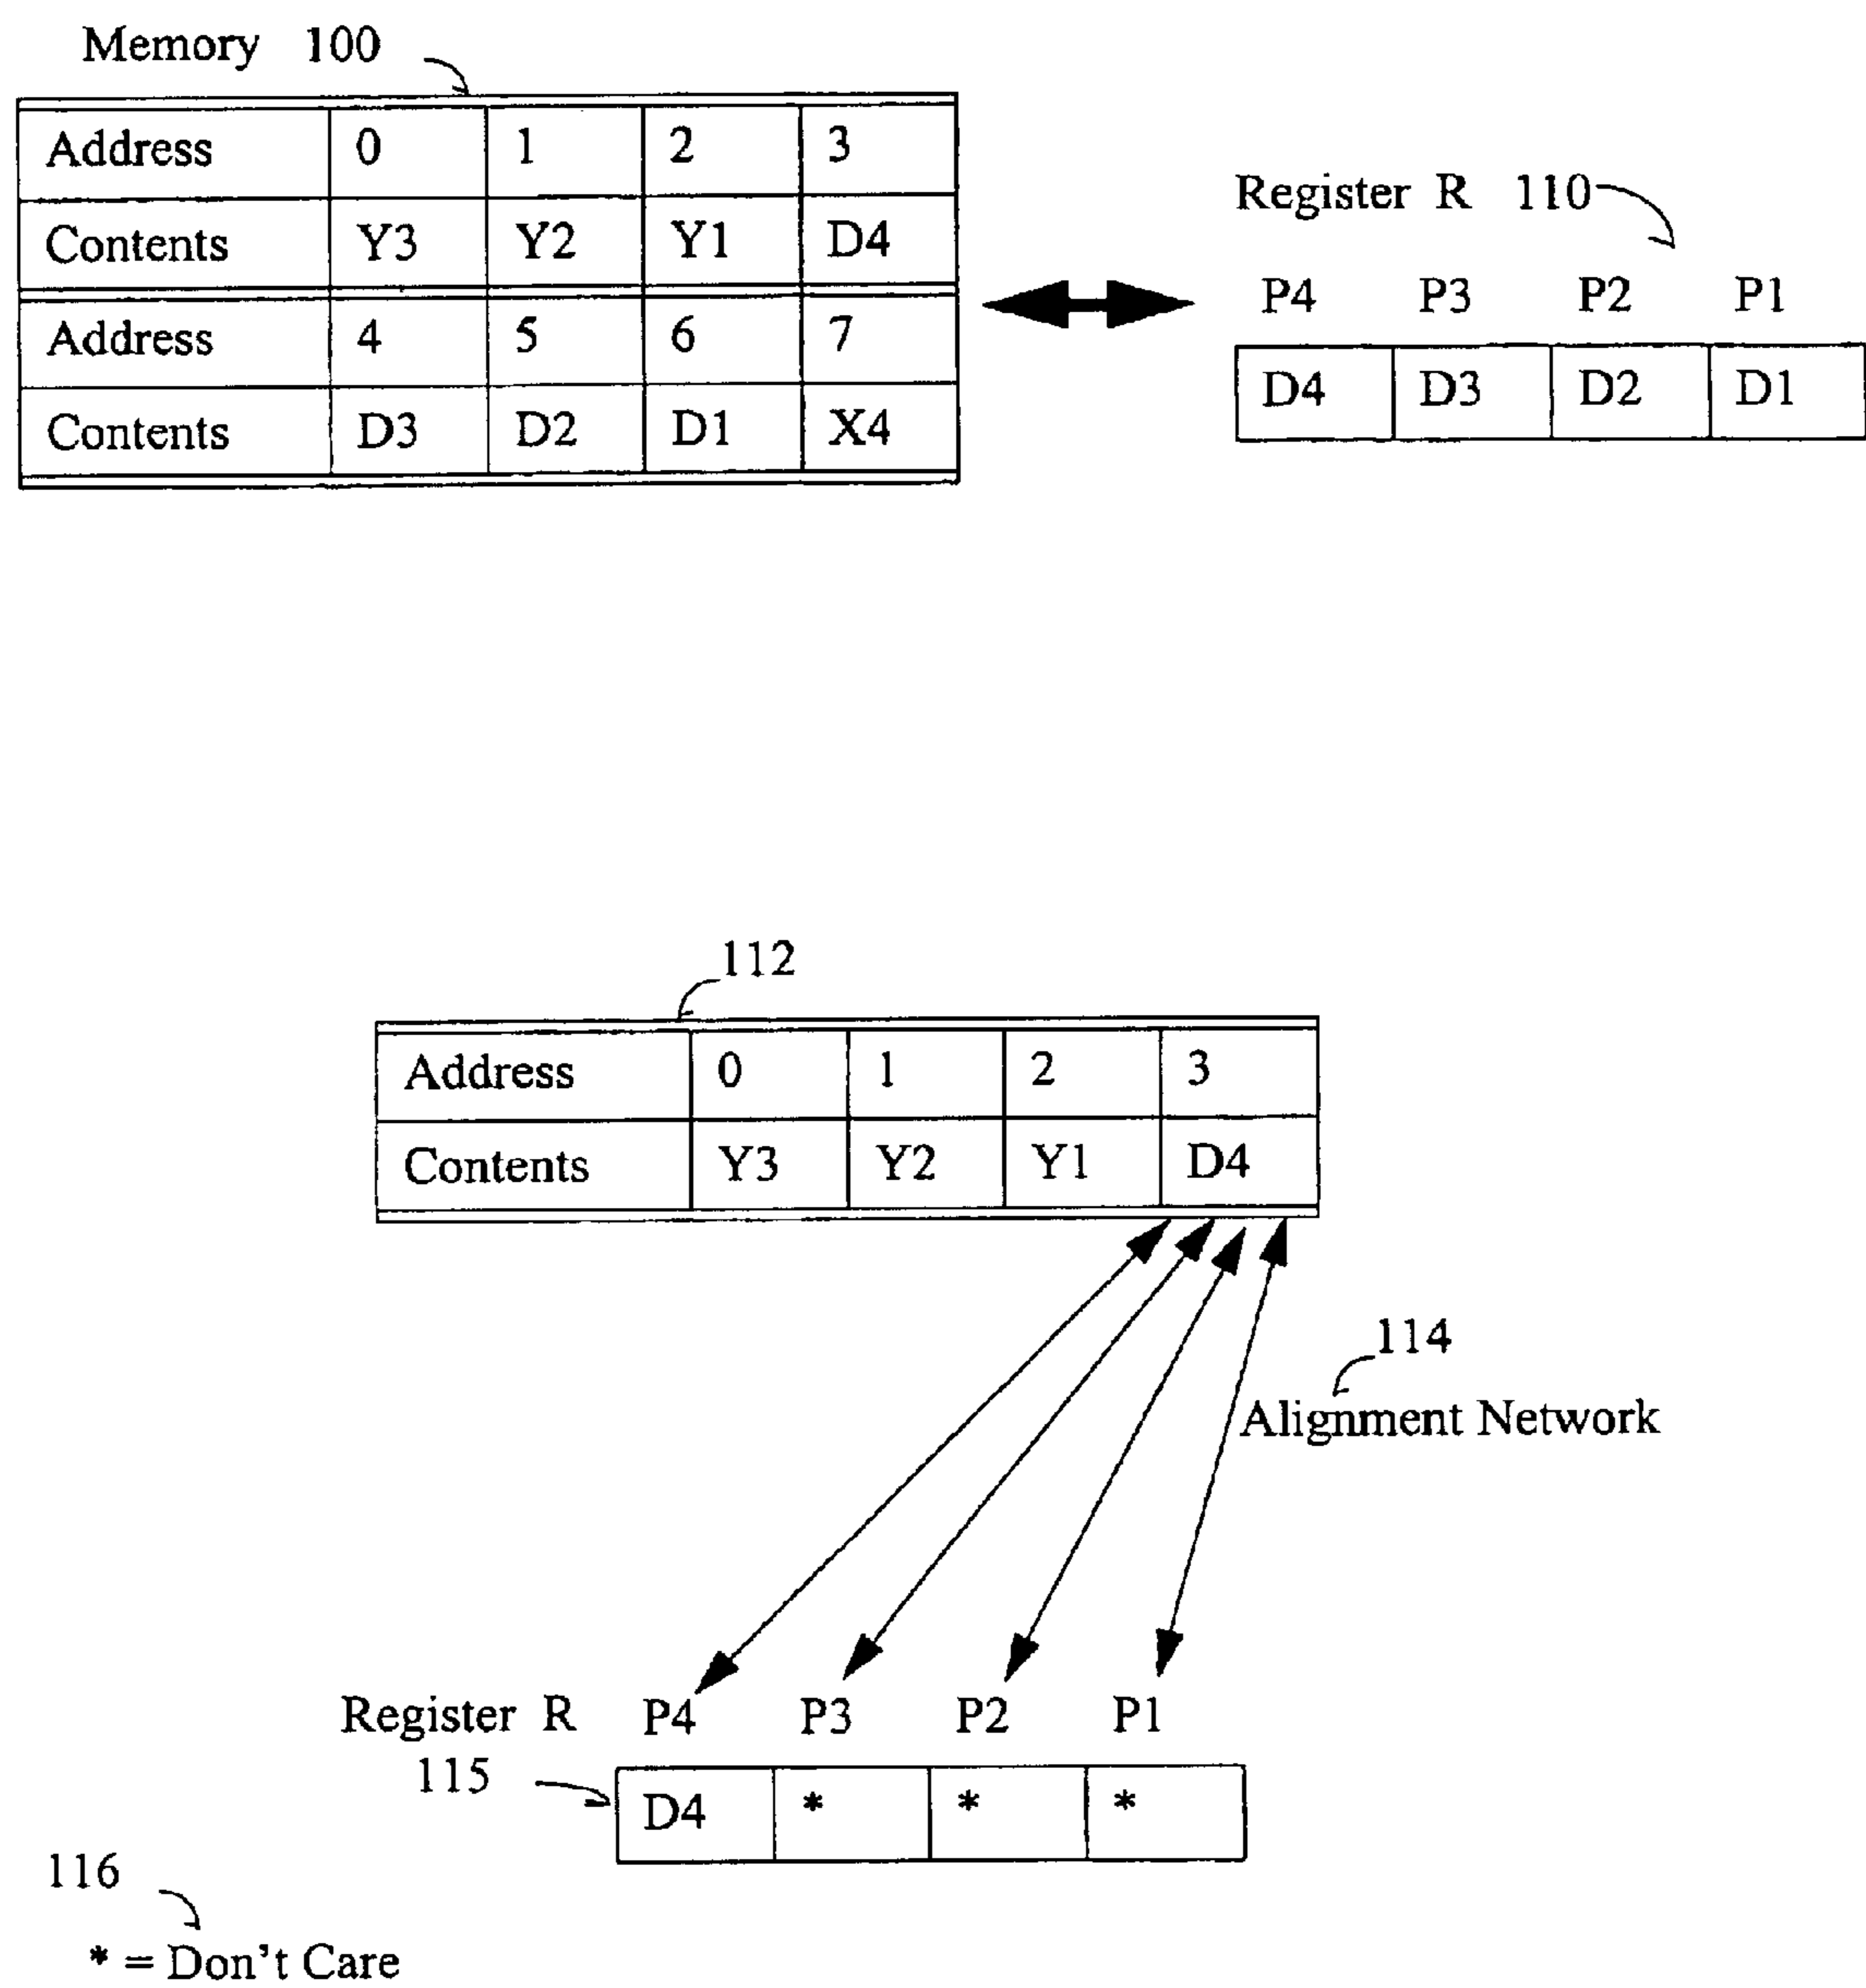 Memory 100
Address 0 1 2 3
Contents Y3 Y2 Y1 D4
Address 4 5 6 7
Contents D3 D2 D1 X4
Register R 110
P4 P3 P2 P1
D4 D3 D2 D1
112
Address 0 1 2 3
Contents Y3 Y2 Y1 D4
114
Alignment Network
Register R P4 P3 P2 P1
115
D4 * * *
116
* = Don't Care